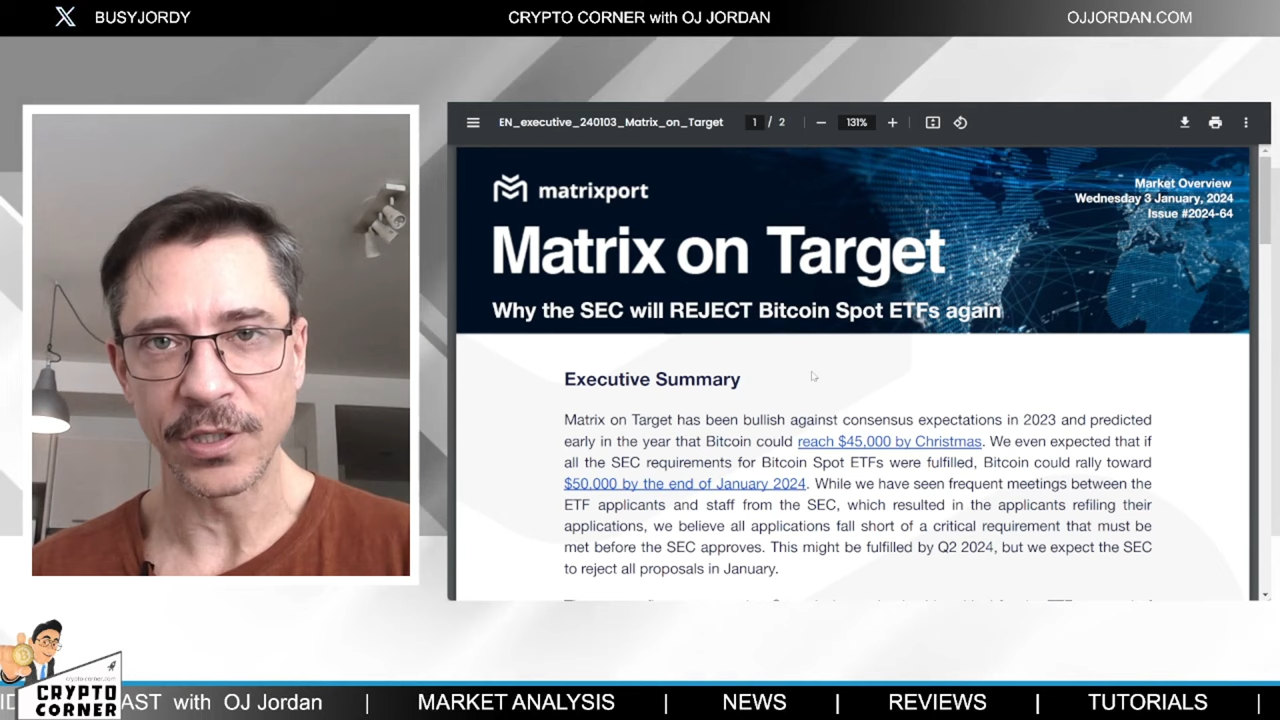 X BUSYJORDY
CRYPTO CORNER with OJ JORDAN
OJJORDAN.COM
EN_executive_240103_Matrix_on_Target
1 / 2
131%
matrixport
Market Overview
Wednesday 3 January, 2024
Issue #2024-64
Matrix on Target
Why the SEC will REJECT Bitcoin Spot ETFs again
Executive Summary
Matrix on Target has been bullish against consensus expectations in 2023 and predicted
early in the year that Bitcoin could reach $45,000 by Christmas. We even expected that if
all the SEC requirements for Bitcoin Spot ETFs were fulfilled, Bitcoin could rally toward
$50,000 by the end of January 2024. While we have seen frequent meetings between the
ETF applicants and staff from the SEC, which resulted in the applicants refiling their
applications, we believe all applications fall short of a critical requirement that must be
met before the SEC approves. This might be fulfilled by Q2 2024, but we expect the SEC
to reject all proposals in January.
crypto-corner.com
CRYPTO
CORNER
AST with OJ Jordan | MARKET ANALYSIS | NEWS | REVIEWS | TUTORIALS |